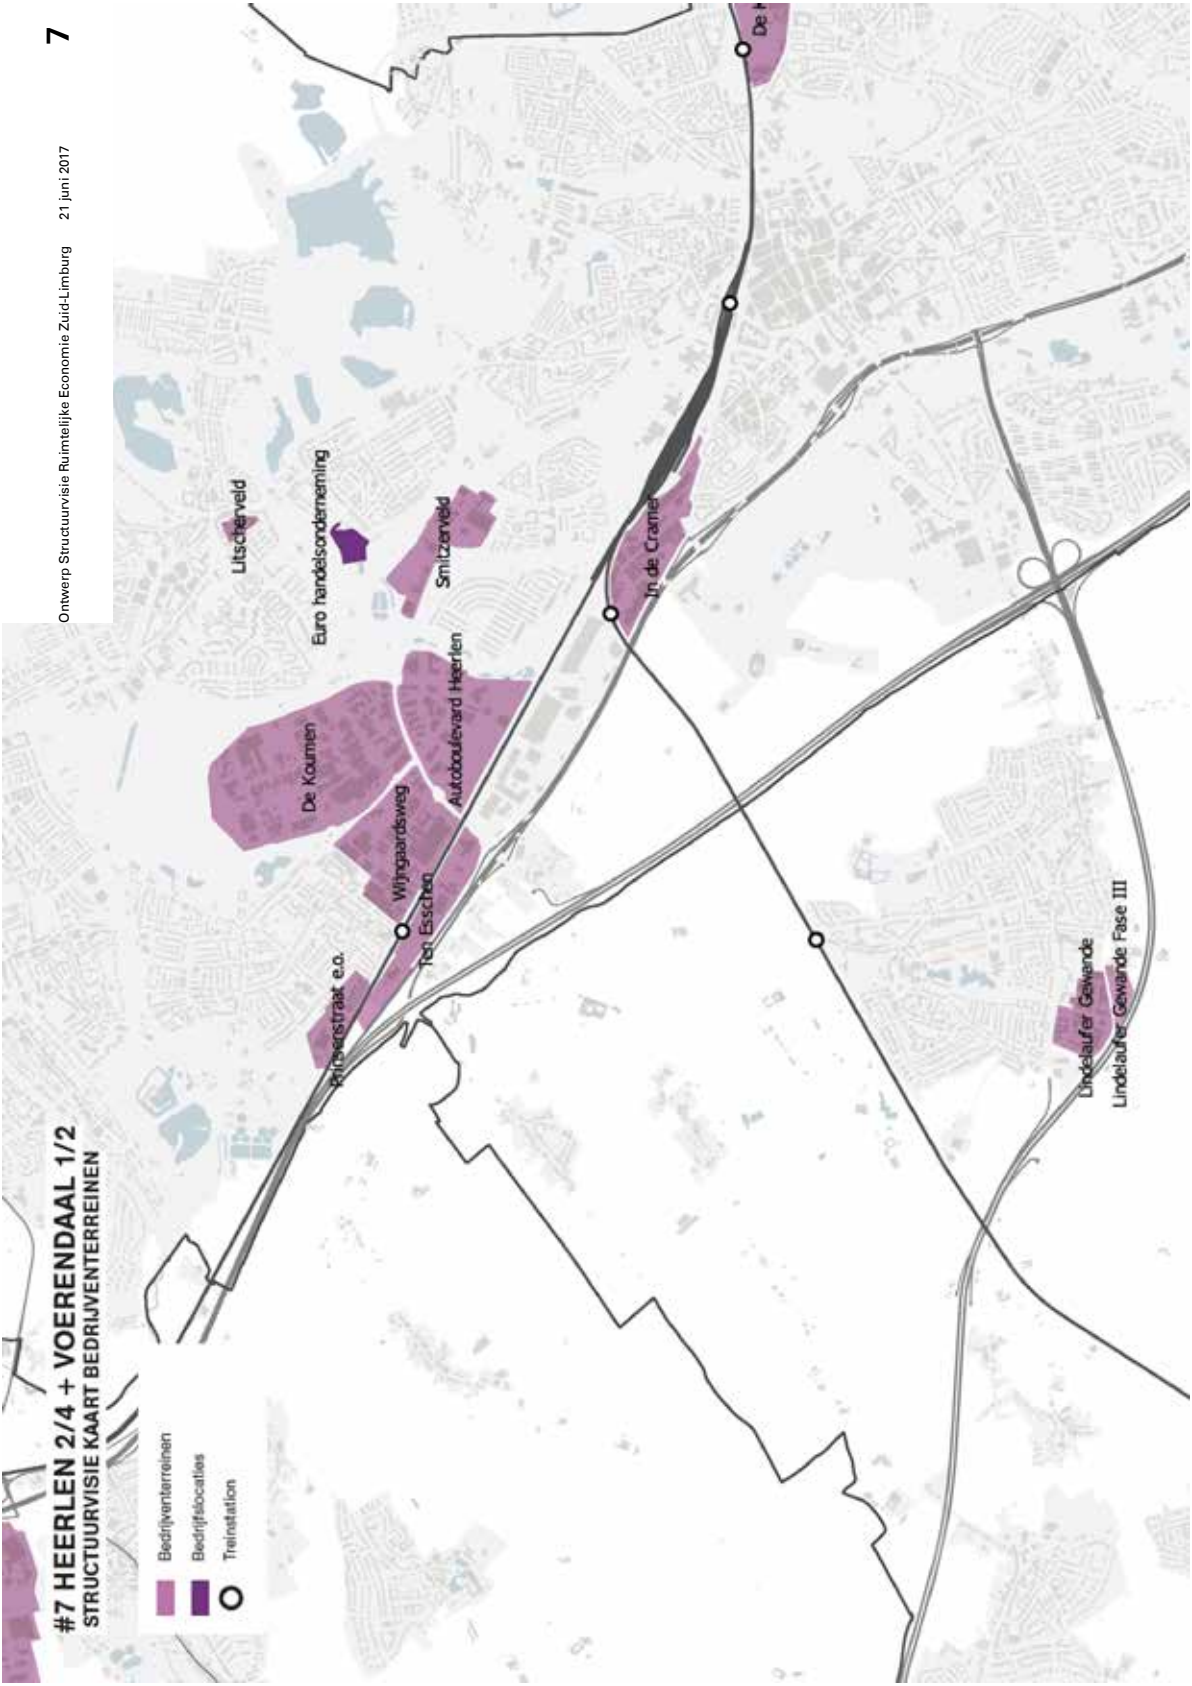 #7 HEERLEN 2/4 + VOERENDAAL 1/2
STRUCTUURVISIE KAART BEDRIJVENTERREINEN
Ontwerp Structuurvisie Ruimtelijke Economie Zuid-Limburg 21 juni 2017
7
Bedrijventerreinen
Bedrijfslocaties
Treinstation
Litscherveld
Euro handelsonderneming
Smitzerveld
De Koumen
Autoboulevard Heerlen
Wijngaardsweg
Ten Esschen
Prinsenstraat e.o.
In de Cramer
De
Lindelaufer Gewande
Lindelaufer Gewande Fase III